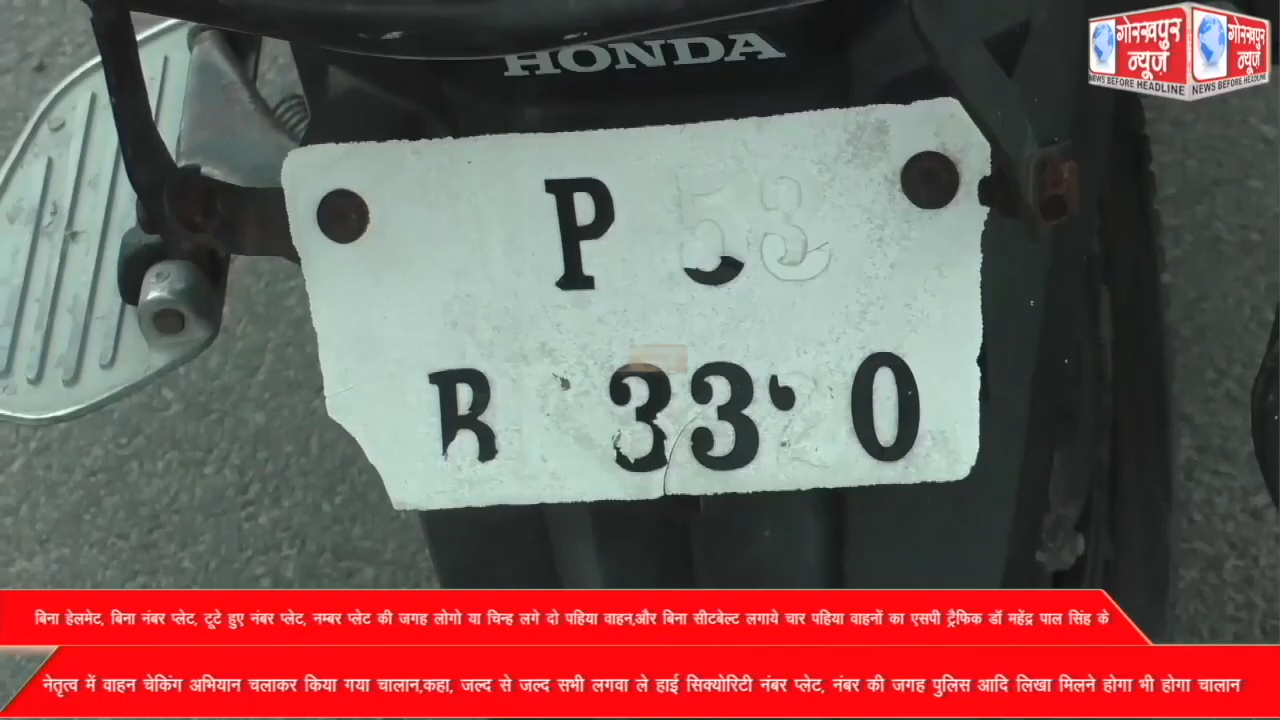 HONDA
गोरखपुर गोरखपुर
न्यूज़ न्यूज़
NEWS BEFORE HEADLINE NEWS BEFORE HEADLINE
P 53
R 33 0
बिना हेलमेट, बिना नंबर प्लेट, टूटे हुए नंबर प्लेट, नम्बर प्लेट की जगह लोगो या चिन्ह लगे दो पहिया वाहन,और बिना सीटबेल्ट लगाये चार पहिया वाहनों का एसपी ट्रैफिक डॉ महेंद्र पाल सिंह के
नेतृत्व में वाहन चेकिंग अभियान चलाकर किया गया चालान,कहा, जल्द से जल्द सभी लगवा ले हाई सिक्योरिटी नंबर प्लेट, नंबर की जगह पुलिस आदि लिखा मिलने होगा भी होगा चालान